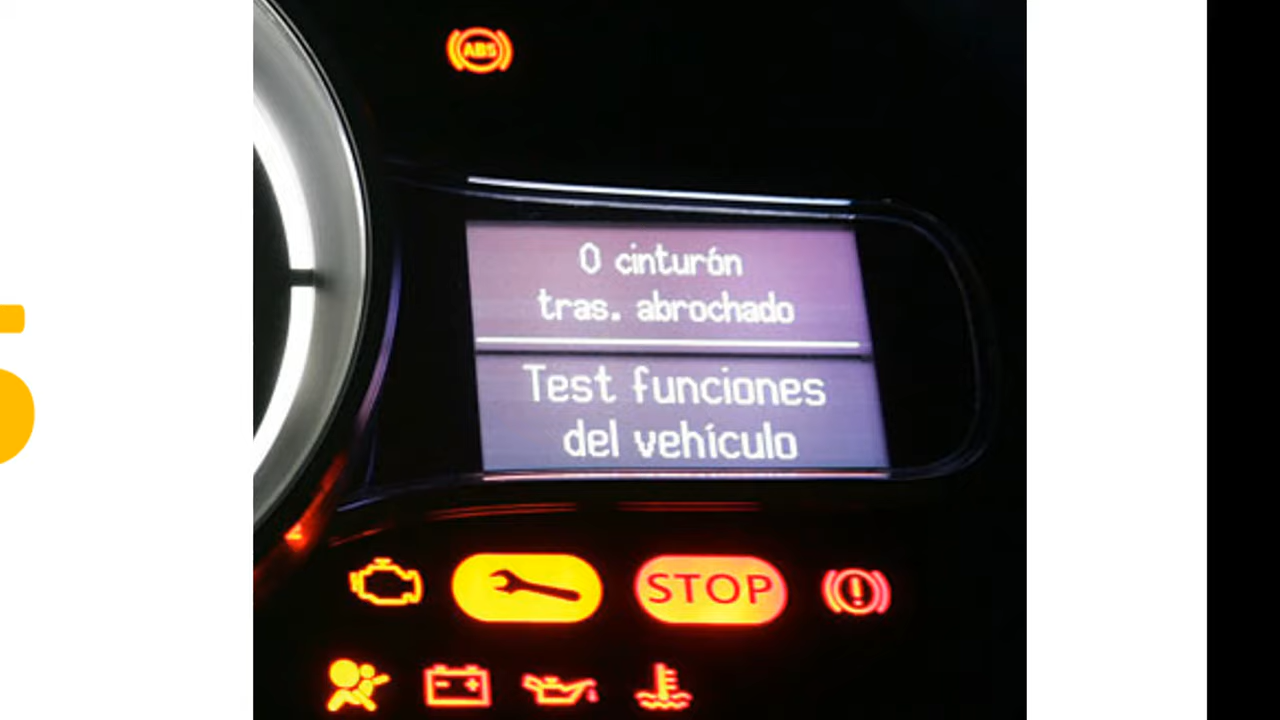 ABS
0 cinturón
tras. abrochado
Test funciones
del vehículo
STOP